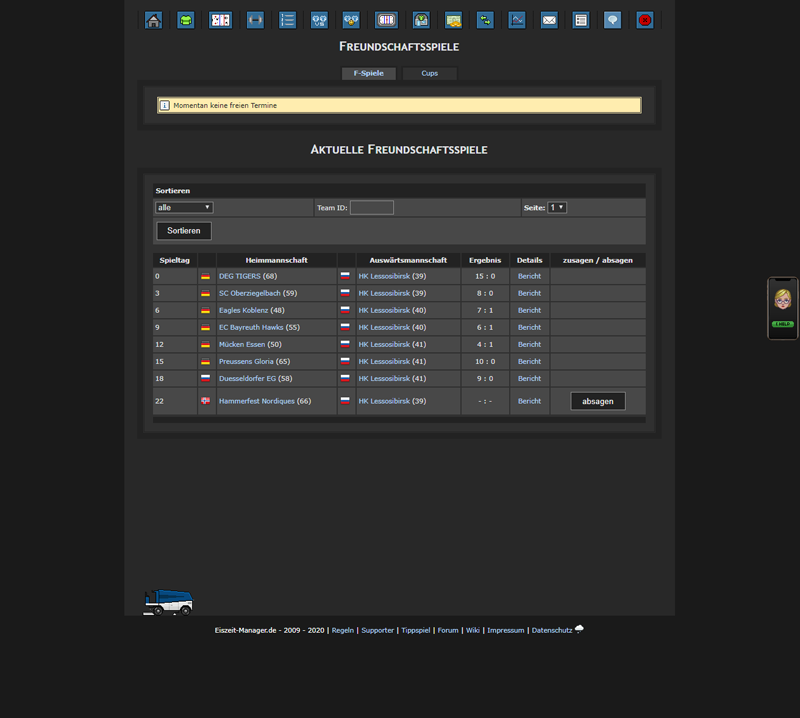 Freundschaftsspiele
F-Spiele Cups
Momentan keine freien Termine
Aktuelle Freundschaftsspiele
Sortieren
alle Team ID: Seite: 1
Sortieren
Spieltag Heimmannschaft Auswärtsmannschaft Ergebnis Details zusagen / absagen
0 DEG TIGERS (68) HK Lessosibirsk (39) 15 : 0 Bericht
3 SC Oberziegelbach (59) HK Lessosibirsk (39) 8 : 0 Bericht
6 Eagles Koblenz (48) HK Lessosibirsk (40) 7 : 1 Bericht
9 EC Bayreuth Hawks (55) HK Lessosibirsk (40) 6 : 1 Bericht
12 Mücken Essen (50) HK Lessosibirsk (41) 4 : 1 Bericht
15 Preussens Gloria (65) HK Lessosibirsk (41) 10 : 0 Bericht
18 Duesseldorfer EG (58) HK Lessosibirsk (41) 9 : 0 Bericht
22 Hammerfest Nordiques (66) HK Lessosibirsk (39) - : - Bericht absagen
I HELP
Eiszeit-Manager.de - 2009 - 2020 | Regeln | Supporter | Tippspiel | Forum | Wiki | Impressum | Datenschutz